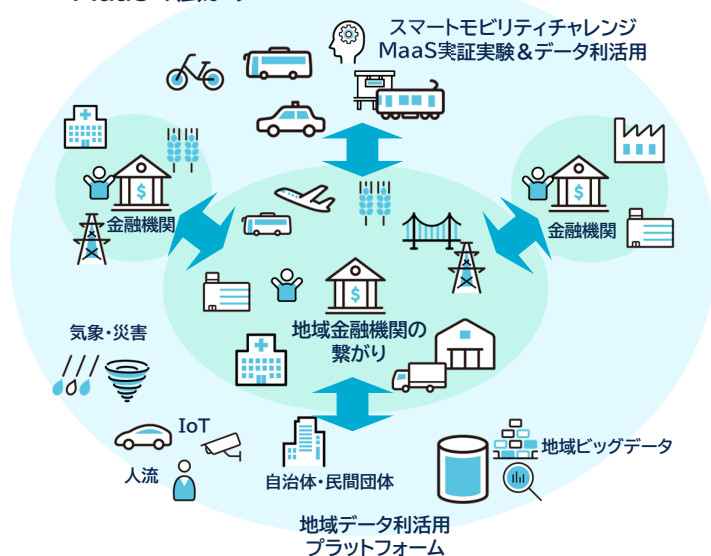 スマートモビリティチャレンジ
MaaS実証実験&データ利活用
金融機関
金融機関
地域金融機関の
繋がり
気象・災害
IoT
人流
自治体・民間団体
地域ビッグデータ
地域データ利活用
プラットフォーム